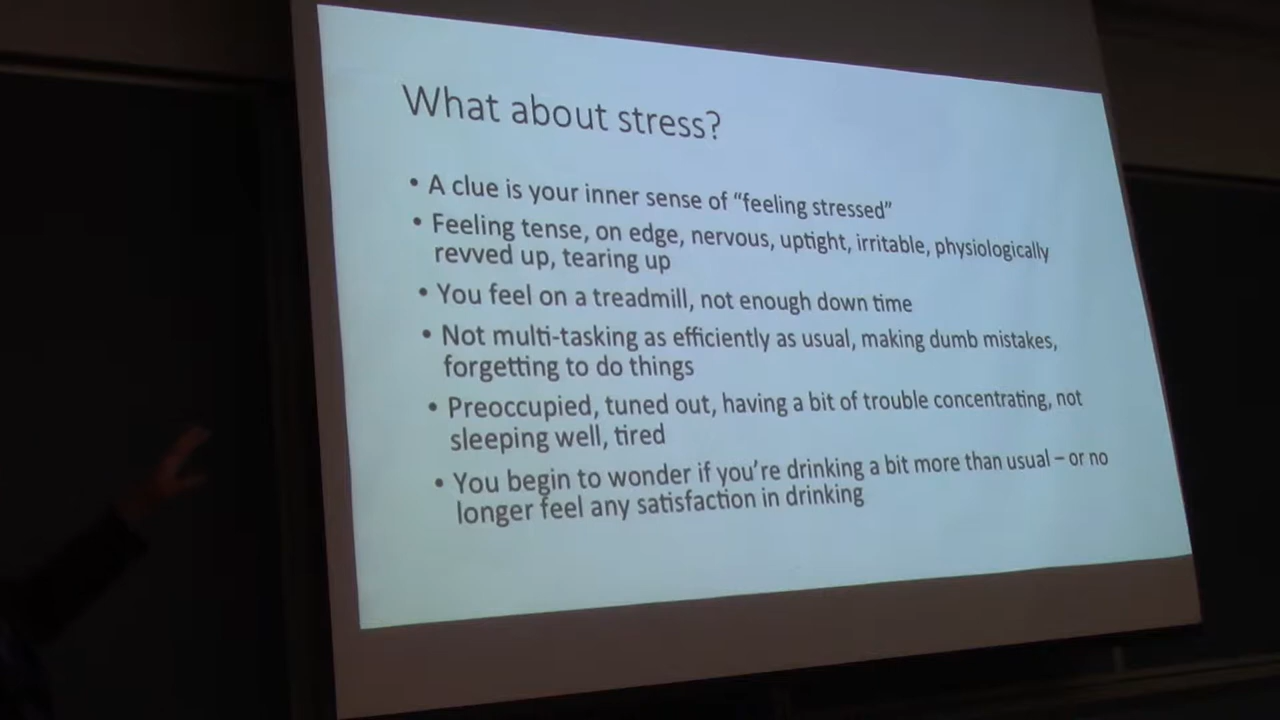 What about stress?
• A clue is your inner sense of “feeling stressed”
• Feeling tense, on edge, nervous, uptight, irritable, physiologically
revved up, tearing up
• You feel on a treadmill, not enough down time
• Not multi-tasking as efficiently as usual, making dumb mistakes,
forgetting to do things
• Preoccupied, tuned out, having a bit of trouble concentrating, not
sleeping well, tired
• You begin to wonder if you’re drinking a bit more than usual – or no
longer feel any satisfaction in drinking